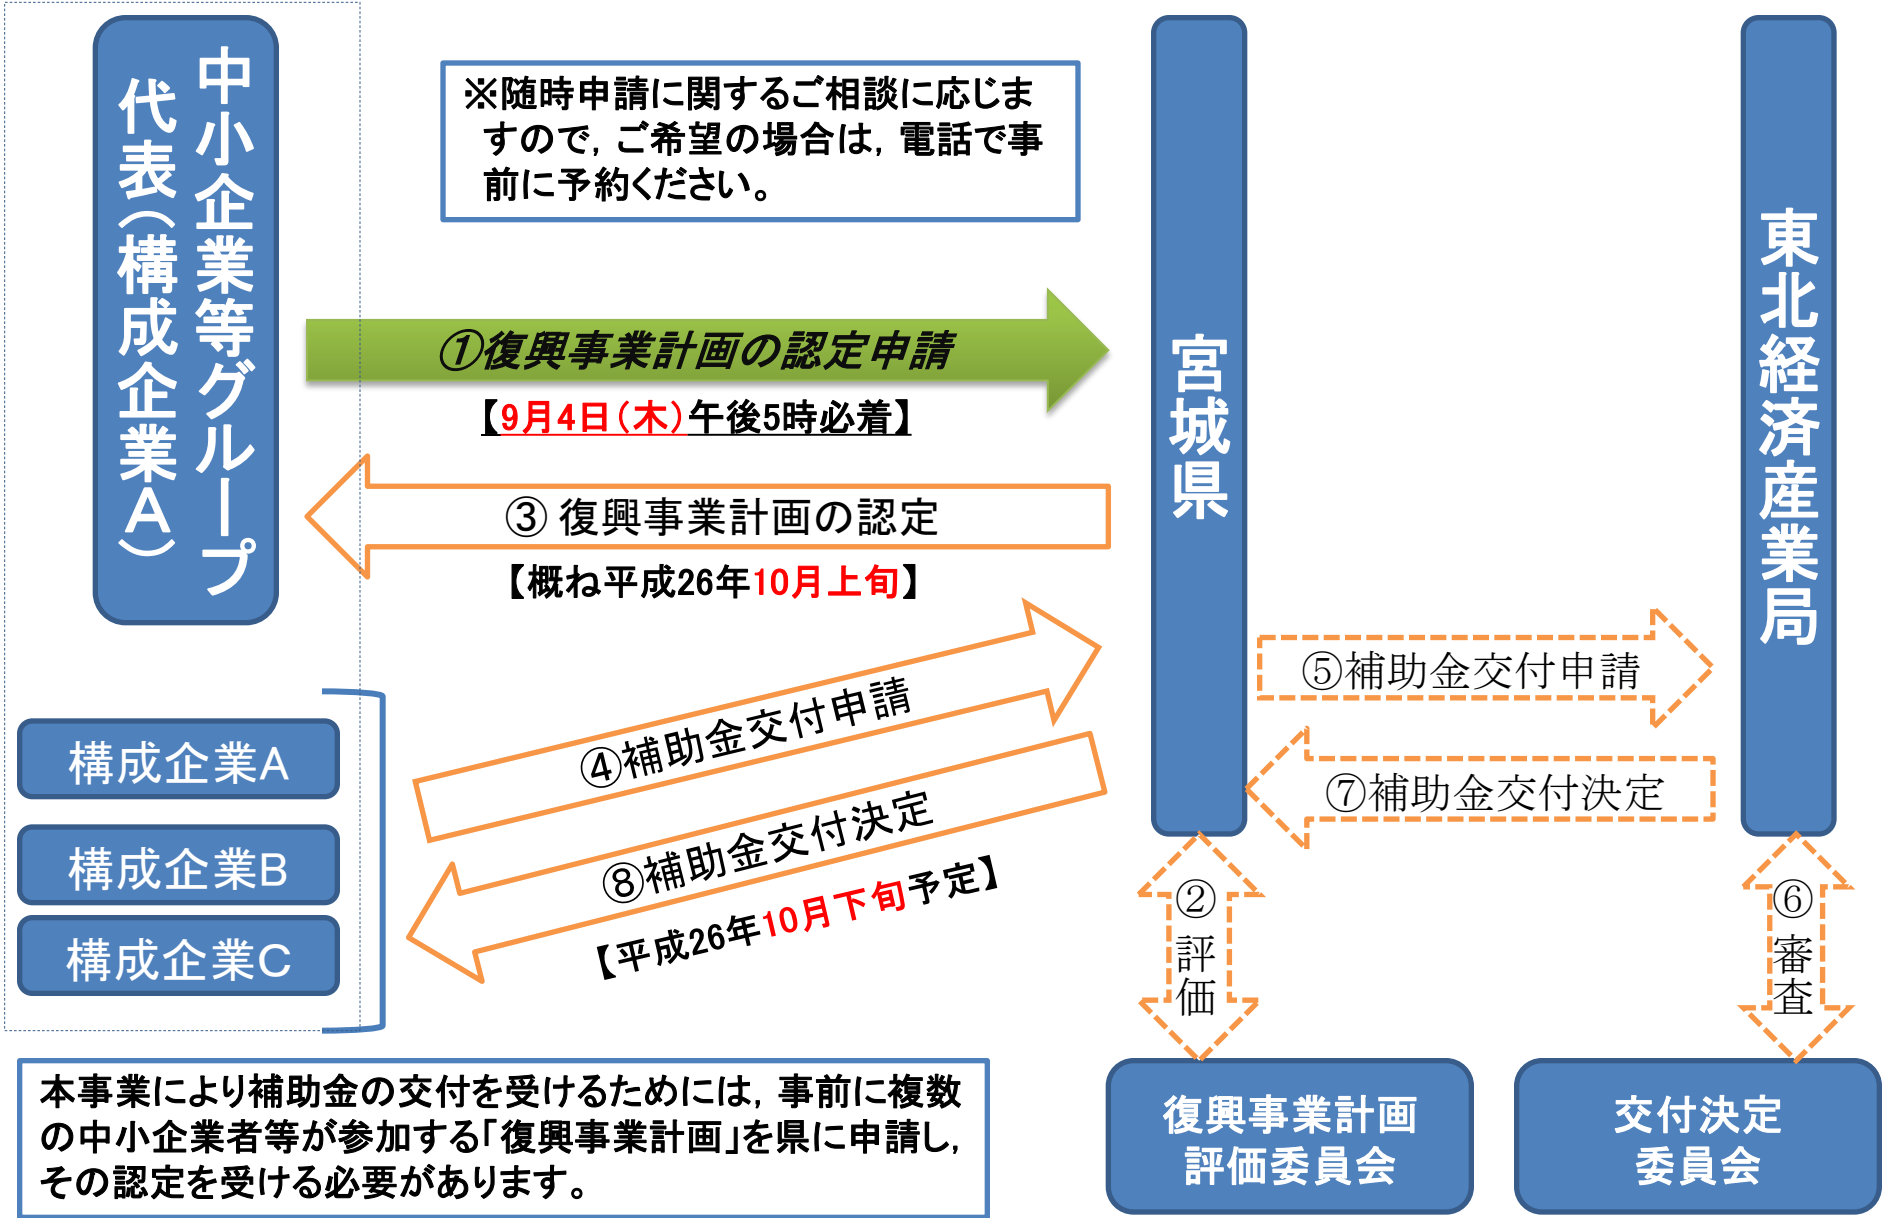 中小企業等グループ
代表（構成企業Ａ）
※随時申請に関するご相談に応じま
すので，ご希望の場合は，電話で事
前に予約ください。
宮城県
東北経済産業局
①復興事業計画の認定申請
【9月4日（木）午後5時必着】
③ 復興事業計画の認定
【概ね平成26年10月上旬】
④補助金交付申請
⑧補助金交付決定
【平成26年10月下旬予定】
⑤補助金交付申請
⑦補助金交付決定
構成企業A
構成企業B
構成企業C
②評価
⑥審査
本事業により補助金の交付を受けるためには，事前に複数
の中小企業者等が参加する「復興事業計画」を県に申請し，
その認定を受ける必要があります。
復興事業計画
評価委員会
交付決定
委員会